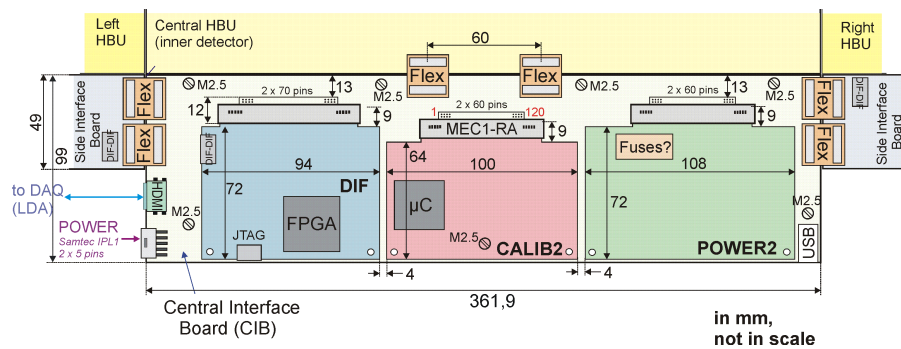 Left
HBU
Central HBU
(inner detector)
60
Right
HBU
Flex
Flex
Flex
Flex
Flex
Flex
M2.5
M2.5
M2.5
M2.5
13
13
2 x 70 pins
2 x 60 pins
2 x 60 pins
1
120
12
9
9
9
MEC1-RA
49
99
Side Interface
Board
DIF-DIF
DIF-DIF
DIF-DIF
Side Interface
Board
Fuses?
94
72
DIF
FPGA
JTAG
64
100
µC
M2.5
CALIB2
108
72
POWER2
M2.5
USB
to DAQ
(LDA)
HDMI
M2.5
POWER
Samtec IPL1
2 x 5 pins
4
4
361,9
Central Interface
Board (CIB)
in mm,
not in scale